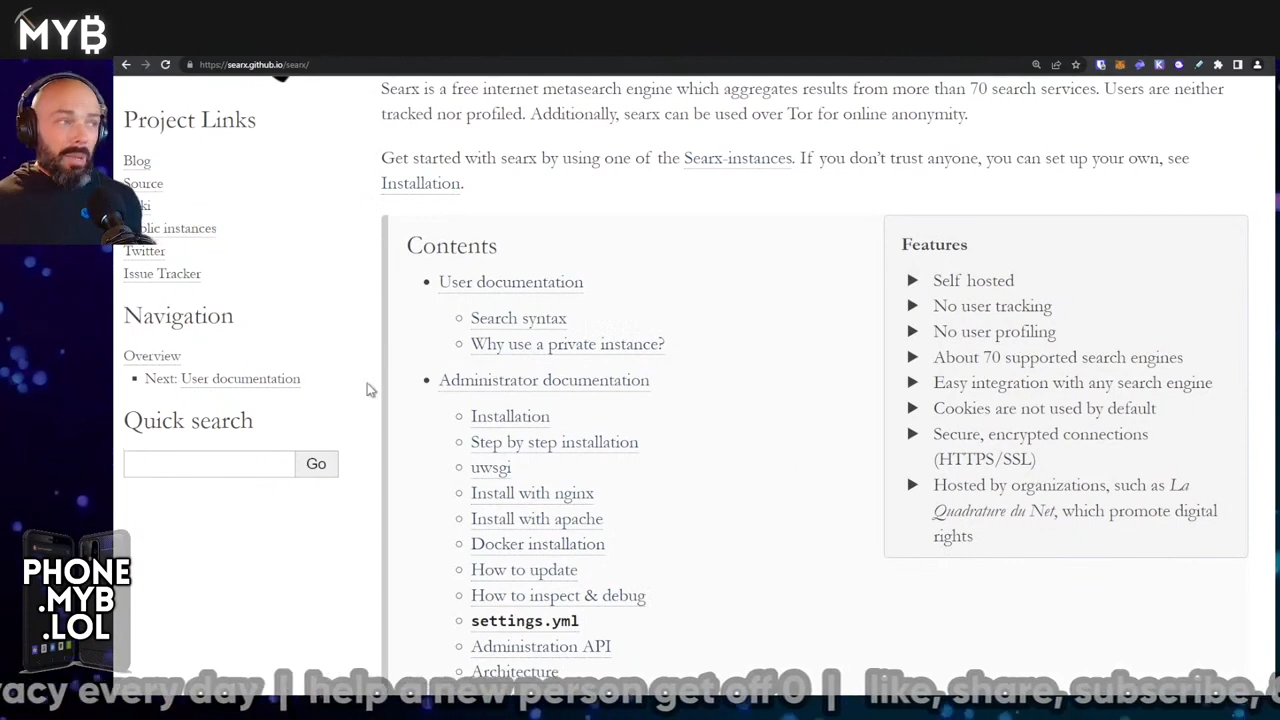 MYB
https://searx.github.io/searx/
Searx is a free internet metasearch engine which aggregates results from more than 70 search services. Users are neither
tracked nor profiled. Additionally, searx can be used over Tor for online anonymity.
Get started with searx by using one of the Searx-instances. If you don't trust anyone, you can set up your own, see
Installation.
Project Links
Blog
Source
Twitter
Issue Tracker
Navigation
Overview
Next: User documentation
Quick search
Go
Contents
User documentation
Search syntax
Why use a private instance?
Administrator documentation
Installation
Step by step installation
uwsgi
Install with nginx
Install with apache
Docker installation
How to update
How to inspect & debug
settings.yml
Administration API
Architecture
Features
Self hosted
No user tracking
No user profiling
About 70 supported search engines
Easy integration with any search engine
Cookies are not used by default
Secure, encrypted connections
(HTTPS/SSL)
Hosted by organizations, such as La
Quadrature du Net, which promote digital
rights
PHONE
.MYB
.LOL
every day | help a new person get off 0 | like, share, subscribe,